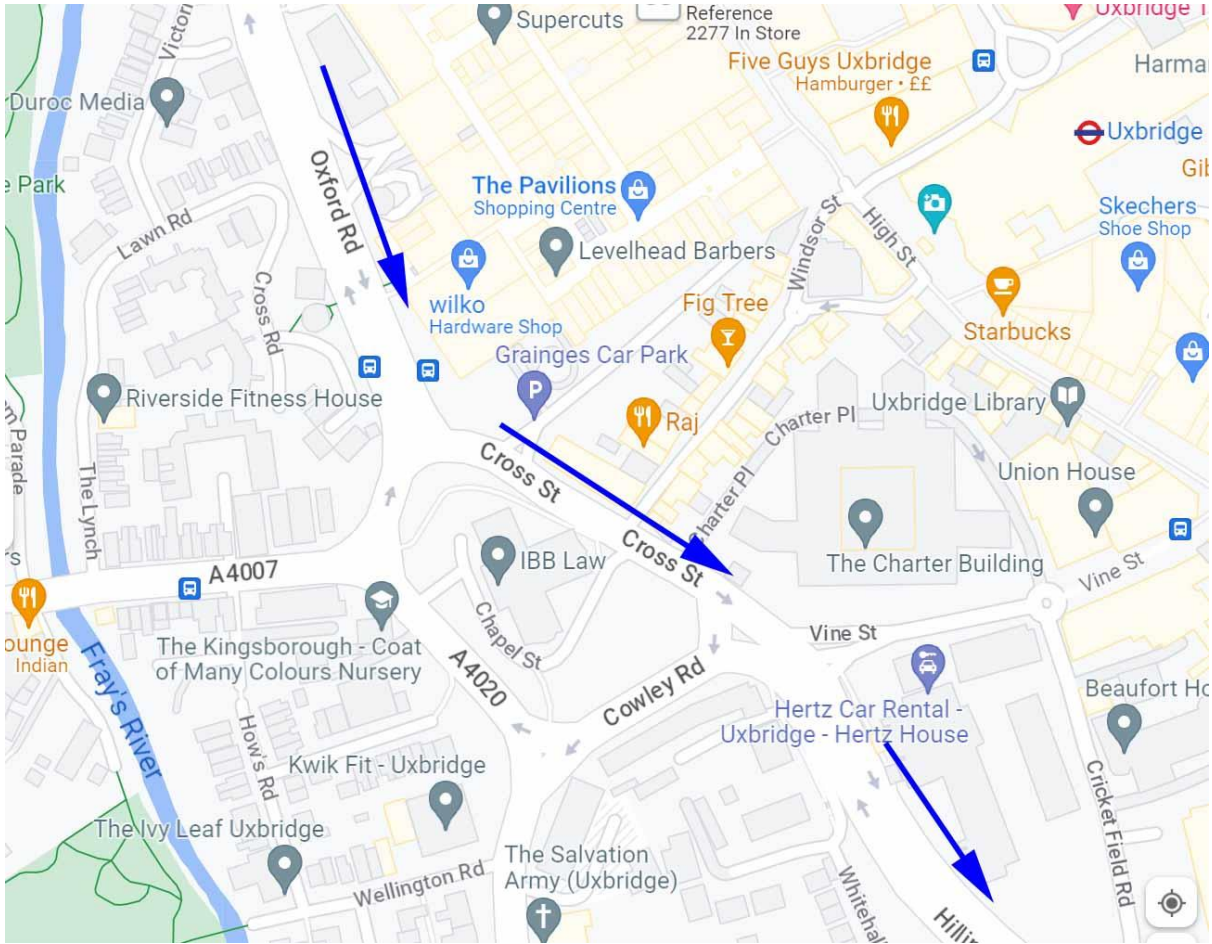 Supercuts
Reference
2277 In Store
Uxbridge
Victor
Five Guys Uxbridge
Hamburger • ££
Harma
Duroc Media
Uxbridge
Gib
e Park
Oxford Rd
The Pavilions
Shopping Centre
Skechers
Shoe Shop
Lawn Rd
Windsor St
High St
Levelhead Barbers
Cross Rd
wilko
Hardware Shop
Fig Tree
Starbucks
Grainges Car Park
P
Riverside Fitness House
Uxbridge Library
Raj
Charter Pl
m Parade
Cross St
Union House
The Lynch
Charter Pl
rs
IBB Law
Cross St
The Charter Building
A4007
Vine St
ounge
Indian
The Kingsborough - Coat
of Many Colours Nursery
Chapel St
Vine St
Fray's River
A4020
Cowley Rd
Hertz Car Rental -
Uxbridge - Hertz House
Beaufort Ho
How's Rd
Kwik Fit - Uxbridge
Cricket Field Rd
The Ivy Leaf Uxbridge
The Salvation
Army (Uxbridge)
Wellington Rd
Whitehal
Hillin